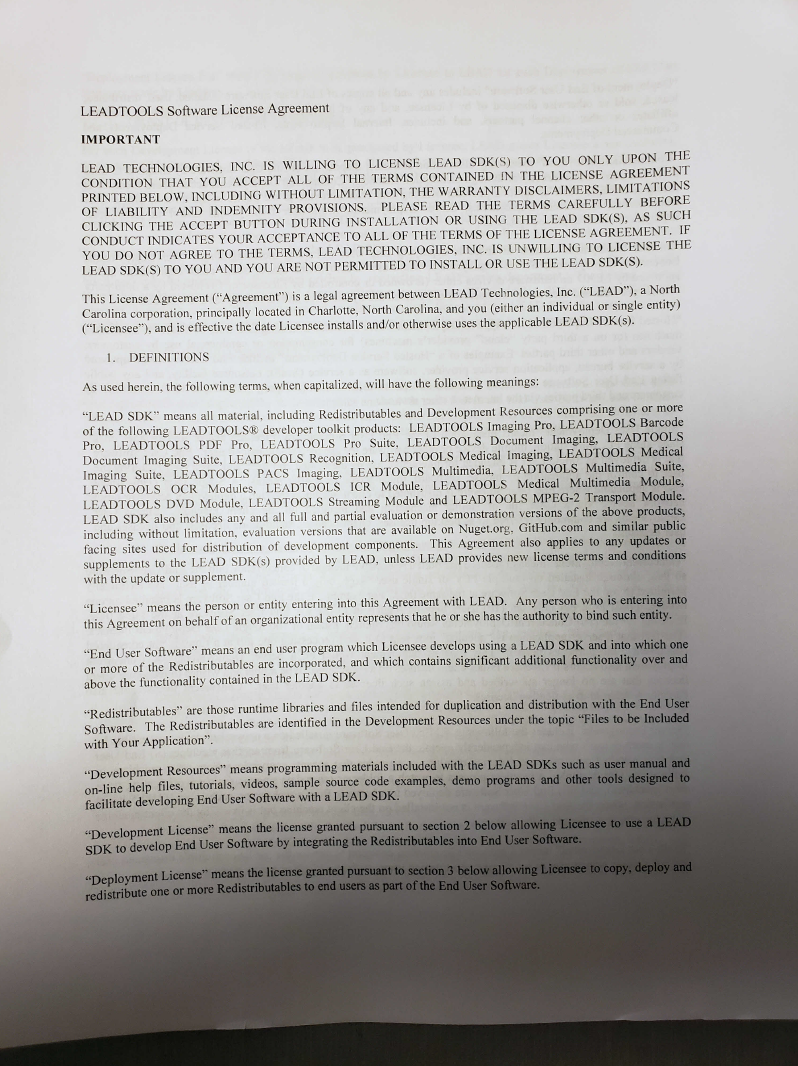 LEADTOOLS Software License Agreement
IMPORTANT
LEAD TECHNOLOGIES, INC. IS WILLING TO LICENSE LEAD SDK(S) TO YOU ONLY UPON THE
CONDITION THAT YOU ACCEPT ALL OF THE TERMS CONTAINED IN THE LICENSE AGREEMENT
PRINTED BELOW, INCLUDING WITHOUT LIMITATION, THE WARRANTY DISCLAIMERS, LIMITATIONS
OF LIABILITY AND INDEMNITY PROVISIONS. PLEASE READ THE TERMS CAREFULLY BEFORE
CLICKING THE ACCEPT BUTTON DURING INSTALLATION OR USING THE LEAD SDK(S), AS SUCH
CONDUCT INDICATES YOUR ACCEPTANCE TO ALL OF THE TERMS OF THE LICENSE AGREEMENT. IF
YOU DO NOT AGREE TO THE TERMS, LEAD TECHNOLOGIES, INC. IS UNWILLING TO LICENSE THE
LEAD SDK(S) TO YOU AND YOU ARE NOT PERMITTED TO INSTALL OR USE THE LEAD SDK(S).
This License Agreement (“Agreement”) is a legal agreement between LEAD Technologies, Inc. (“LEAD”), a North
Carolina corporation, principally located in Charlotte, North Carolina, and you (either an individual or single entity)
(“Licensee”), and is effective the date Licensee installs and/or otherwise uses the applicable LEAD SDK(s).
1. DEFINITIONS
As used herein, the following terms, when capitalized, will have the following meanings:
“LEAD SDK” means all material, including Redistributables and Development Resources comprising one or more
of the following LEADTOOLS® developer toolkit products: LEADTOOLS Imaging Pro, LEADTOOLS Barcode
Pro, LEADTOOLS PDF Pro, LEADTOOLS Pro Suite, LEADTOOLS Document Imaging, LEADTOOLS
Document Imaging Suite, LEADTOOLS Recognition, LEADTOOLS Medical Imaging, LEADTOOLS Medical
Imaging Suite, LEADTOOLS PACS Imaging, LEADTOOLS Multimedia, LEADTOOLS Multimedia Suite,
LEADTOOLS OCR Modules, LEADTOOLS ICR Module, LEADTOOLS Medical Multimedia Module,
LEADTOOLS DVD Module, LEADTOOLS Streaming Module and LEADTOOLS MPEG-2 Transport Module.
LEAD SDK also includes any and all full and partial evaluation or demonstration versions of the above products,
including without limitation, evaluation versions that are available on Nuget.org, GitHub.com and similar public
facing sites used for distribution of development components. This Agreement also applies to any updates or
supplements to the LEAD SDK(s) provided by LEAD, unless LEAD provides new license terms and conditions
with the update or supplement.
“Licensee” means the person or entity entering into this Agreement with LEAD. Any person who is entering into
this Agreement on behalf of an organizational entity represents that he or she has the authority to bind such entity.
“End User Software” means an end user program which Licensee develops using a LEAD SDK and into which one
or more of the Redistributables are incorporated, and which contains significant additional functionality over and
above the functionality contained in the LEAD SDK.
“Redistributables” are those runtime libraries and files intended for duplication and distribution with the End User
Software. The Redistributables are identified in the Development Resources under the topic “Files to be Included
with Your Application”.
“Development Resources” means programming materials included with the LEAD SDKs such as user manual and
on-line help files, tutorials, videos, sample source code examples, demo programs and other tools designed to
facilitate developing End User Software with a LEAD SDK.
“Development License” means the license granted pursuant to section 2 below allowing Licensee to use a LEAD
SDK to develop End User Software by integrating the Redistributables into End User Software.
“Deployment License” means the license granted pursuant to section 3 below allowing Licensee to copy, deploy and
redistribute one or more Redistributables to end users as part of the End User Software.